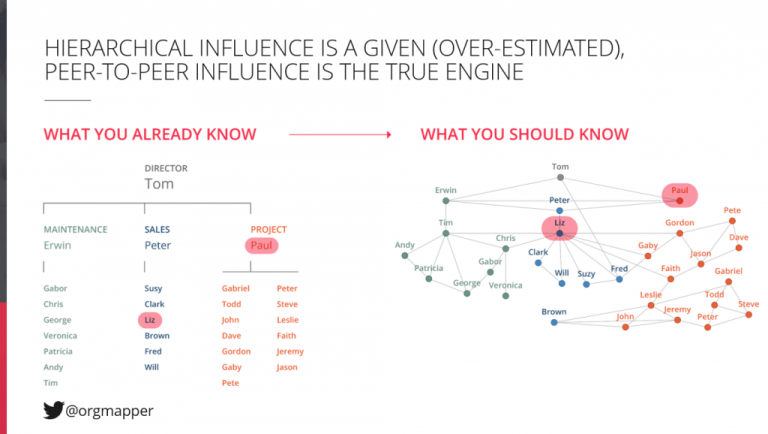 HIERARCHICAL INFLUENCE IS A GIVEN (OVER-ESTIMATED),
PEER-TO-PEER INFLUENCE IS THE TRUE ENGINE
WHAT YOU ALREADY KNOW
DIRECTOR
Tom
MAINTENANCE SALES PROJECT
Erwin Peter Paul
Gabor Susy Gabriel Peter
Chris Clark Todd Steve
George Liz John Leslie
Veronica Brown Dave Faith
Patricia Fred Gordon Jeremy
Andy Will Gaby Jason
Tim Pete
@orgmapper
WHAT YOU SHOULD KNOW
Tom
Erwin Paul
Peter
Pete
Tim Liz Gordon
Chris Dave
Andy Gaby
Clark Jason
Patricia Gabor
Will Suzy Fred Faith Gabriel
George Veronica
Leslie Todd
Steve
Brown John Jeremy Peter